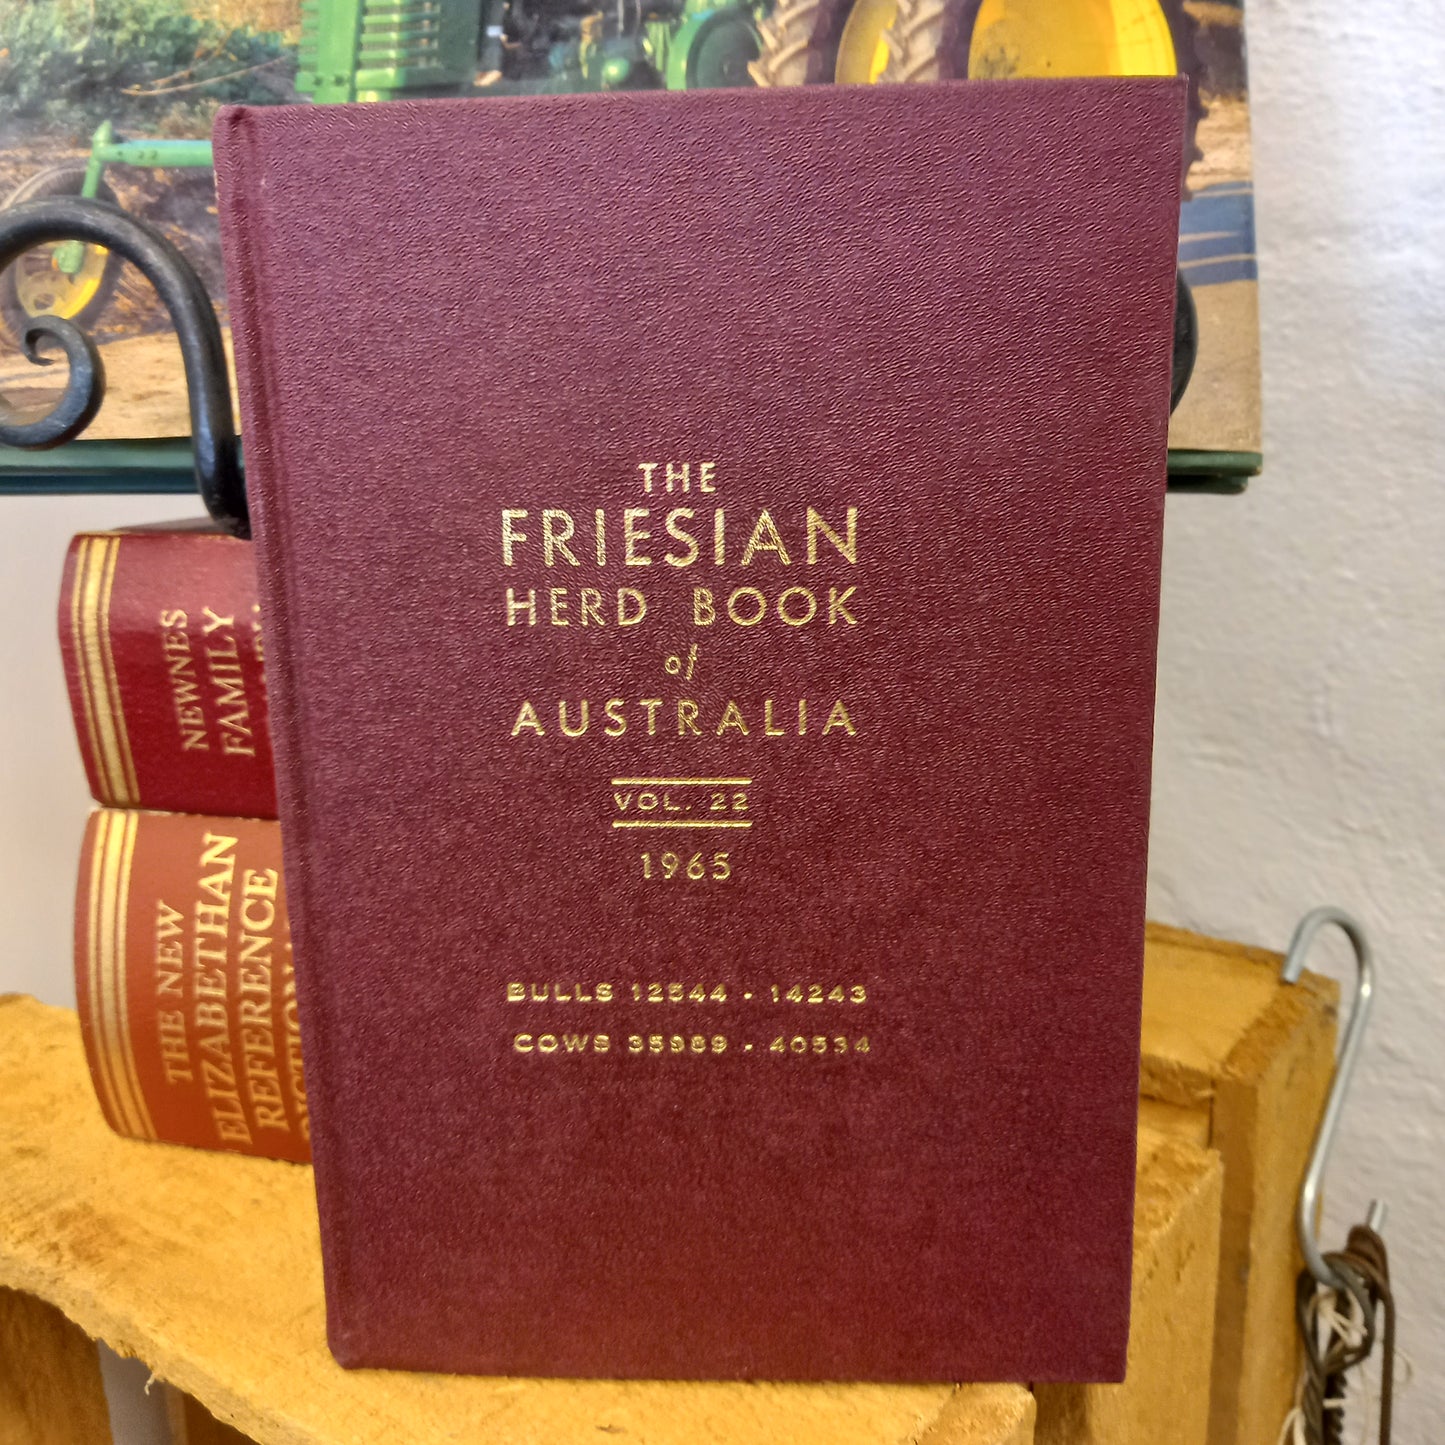 THE
FRIESIAN
HERD BOOK
of
AUSTRALIA
VOL. 22
1965
BULLS 12544 - 14243
COWS 35989 - 40534
NEWNES
FAMILY
THE NEW
ELIZABETHAN
REFERENCE